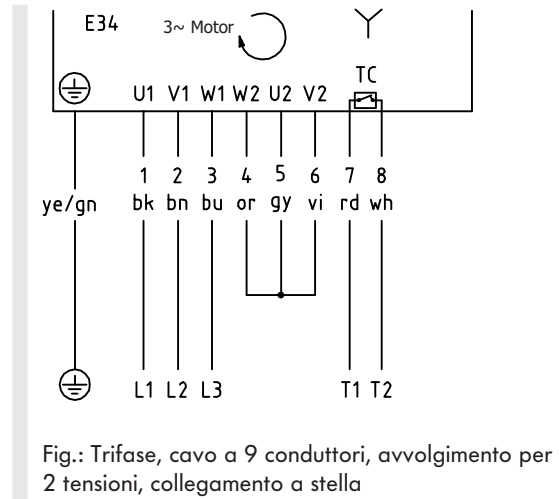 E34 3~ Motor
TC
U1 V1 W1 W2 U2 V2
1 2 3 4 5 6 7 8
ye/gn bk bn bu or gy vi rd wh
L1 L2 L3 T1 T2
Fig.: Trifase, cavo a 9 conduttori, avvolgimento per
2 tensioni, collegamento a stella